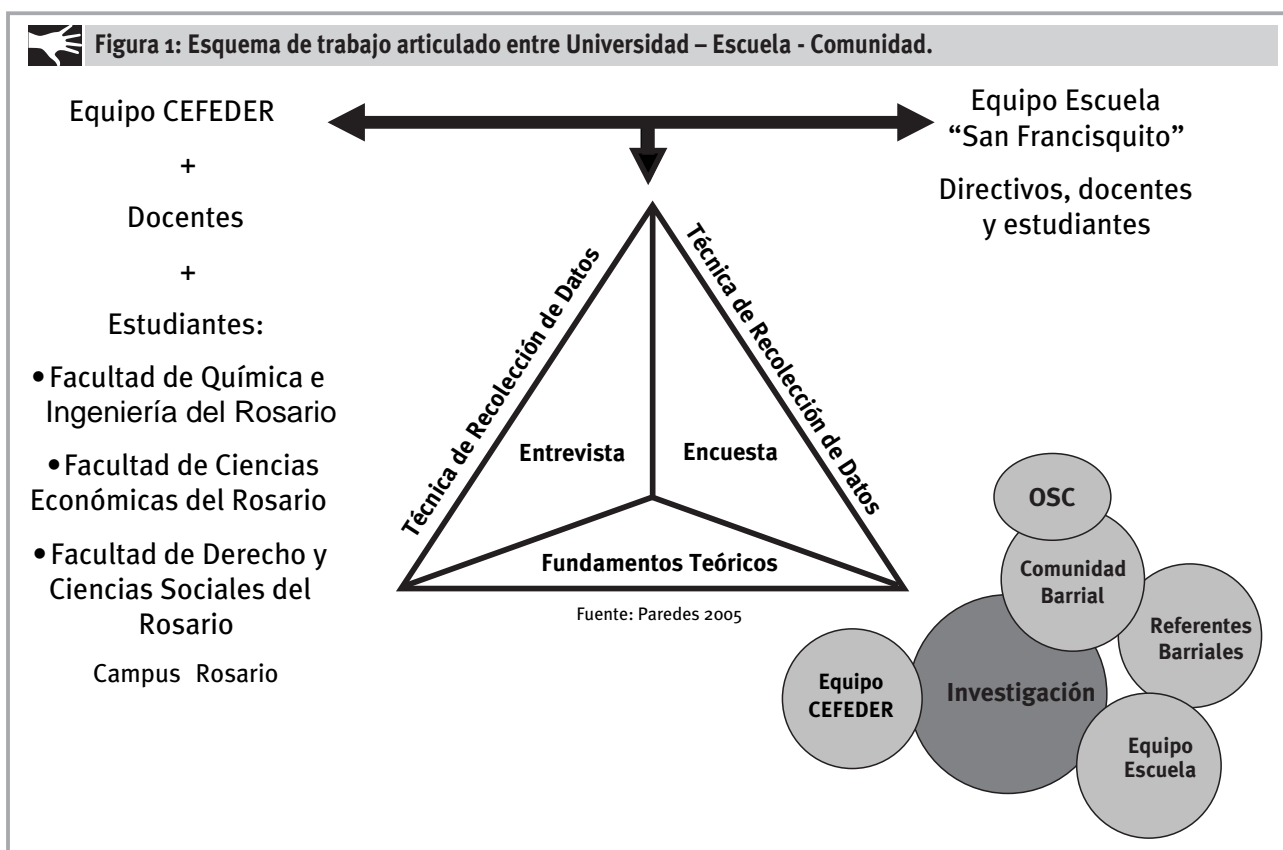 Figura 1: Esquema de trabajo articulado entre Universidad – Escuela - Comunidad.
Equipo CEFEDER
+
Docentes
+
Estudiantes:
•Facultad de Química e
Ingeniería del Rosario
•Facultad de Ciencias
Económicas del Rosario
•Facultad de Derecho y
Ciencias Sociales del
Rosario
Campus Rosario
Equipo Escuela
“San Francisquito”
Directivos, docentes
y estudiantes
Técnica de Recolección de Datos
Técnica de Recolección de Datos
Entrevista
Encuesta
Fundamentos Teóricos
Fuente: Paredes 2005
OSC
Comunidad
Barrial
Referentes
Barriales
Equipo
CEFEDER
Investigación
Equipo
Escuela